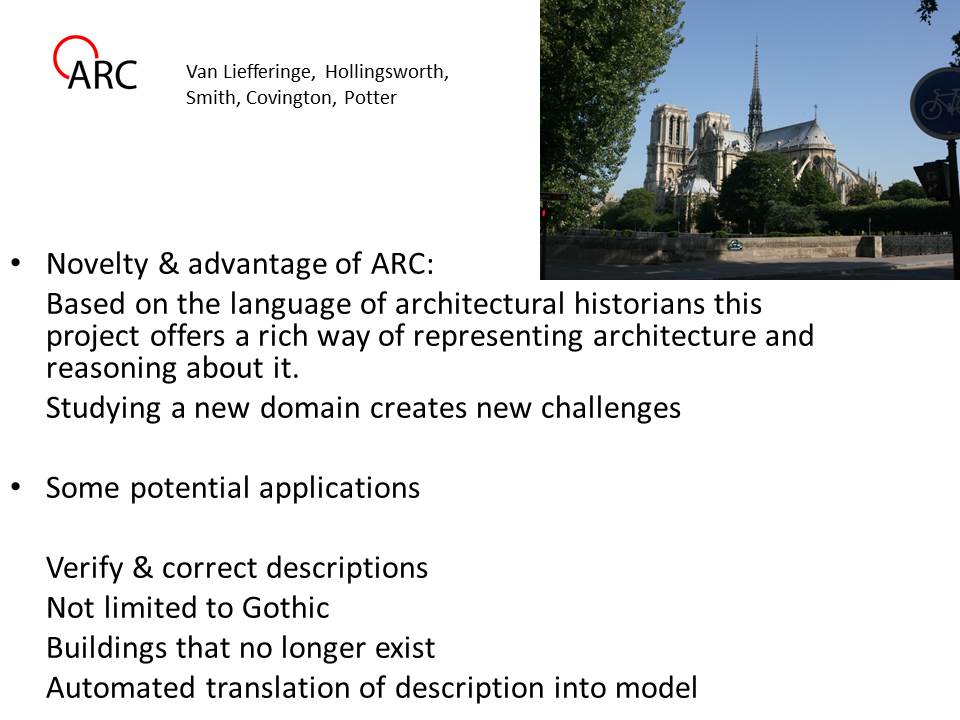 ARC
Van Liefferinge, Hollingsworth,
Smith, Covington, Potter
• Novelty & advantage of ARC:
Based on the language of architectural historians this
project offers a rich way of representing architecture and
reasoning about it.
Studying a new domain creates new challenges
• Some potential applications
Verify & correct descriptions
Not limited to Gothic
Buildings that no longer exist
Automated translation of description into model